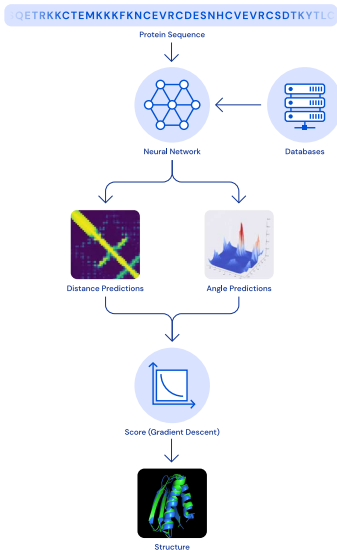 QETRKKCTEMKKKFKNCEVRCDESNHCVEVRCSDTKYTLC
Protein Sequence
Neural Network
Databases
Distance Predictions
Angle Predictions
Score (Gradient Descent)
Structure